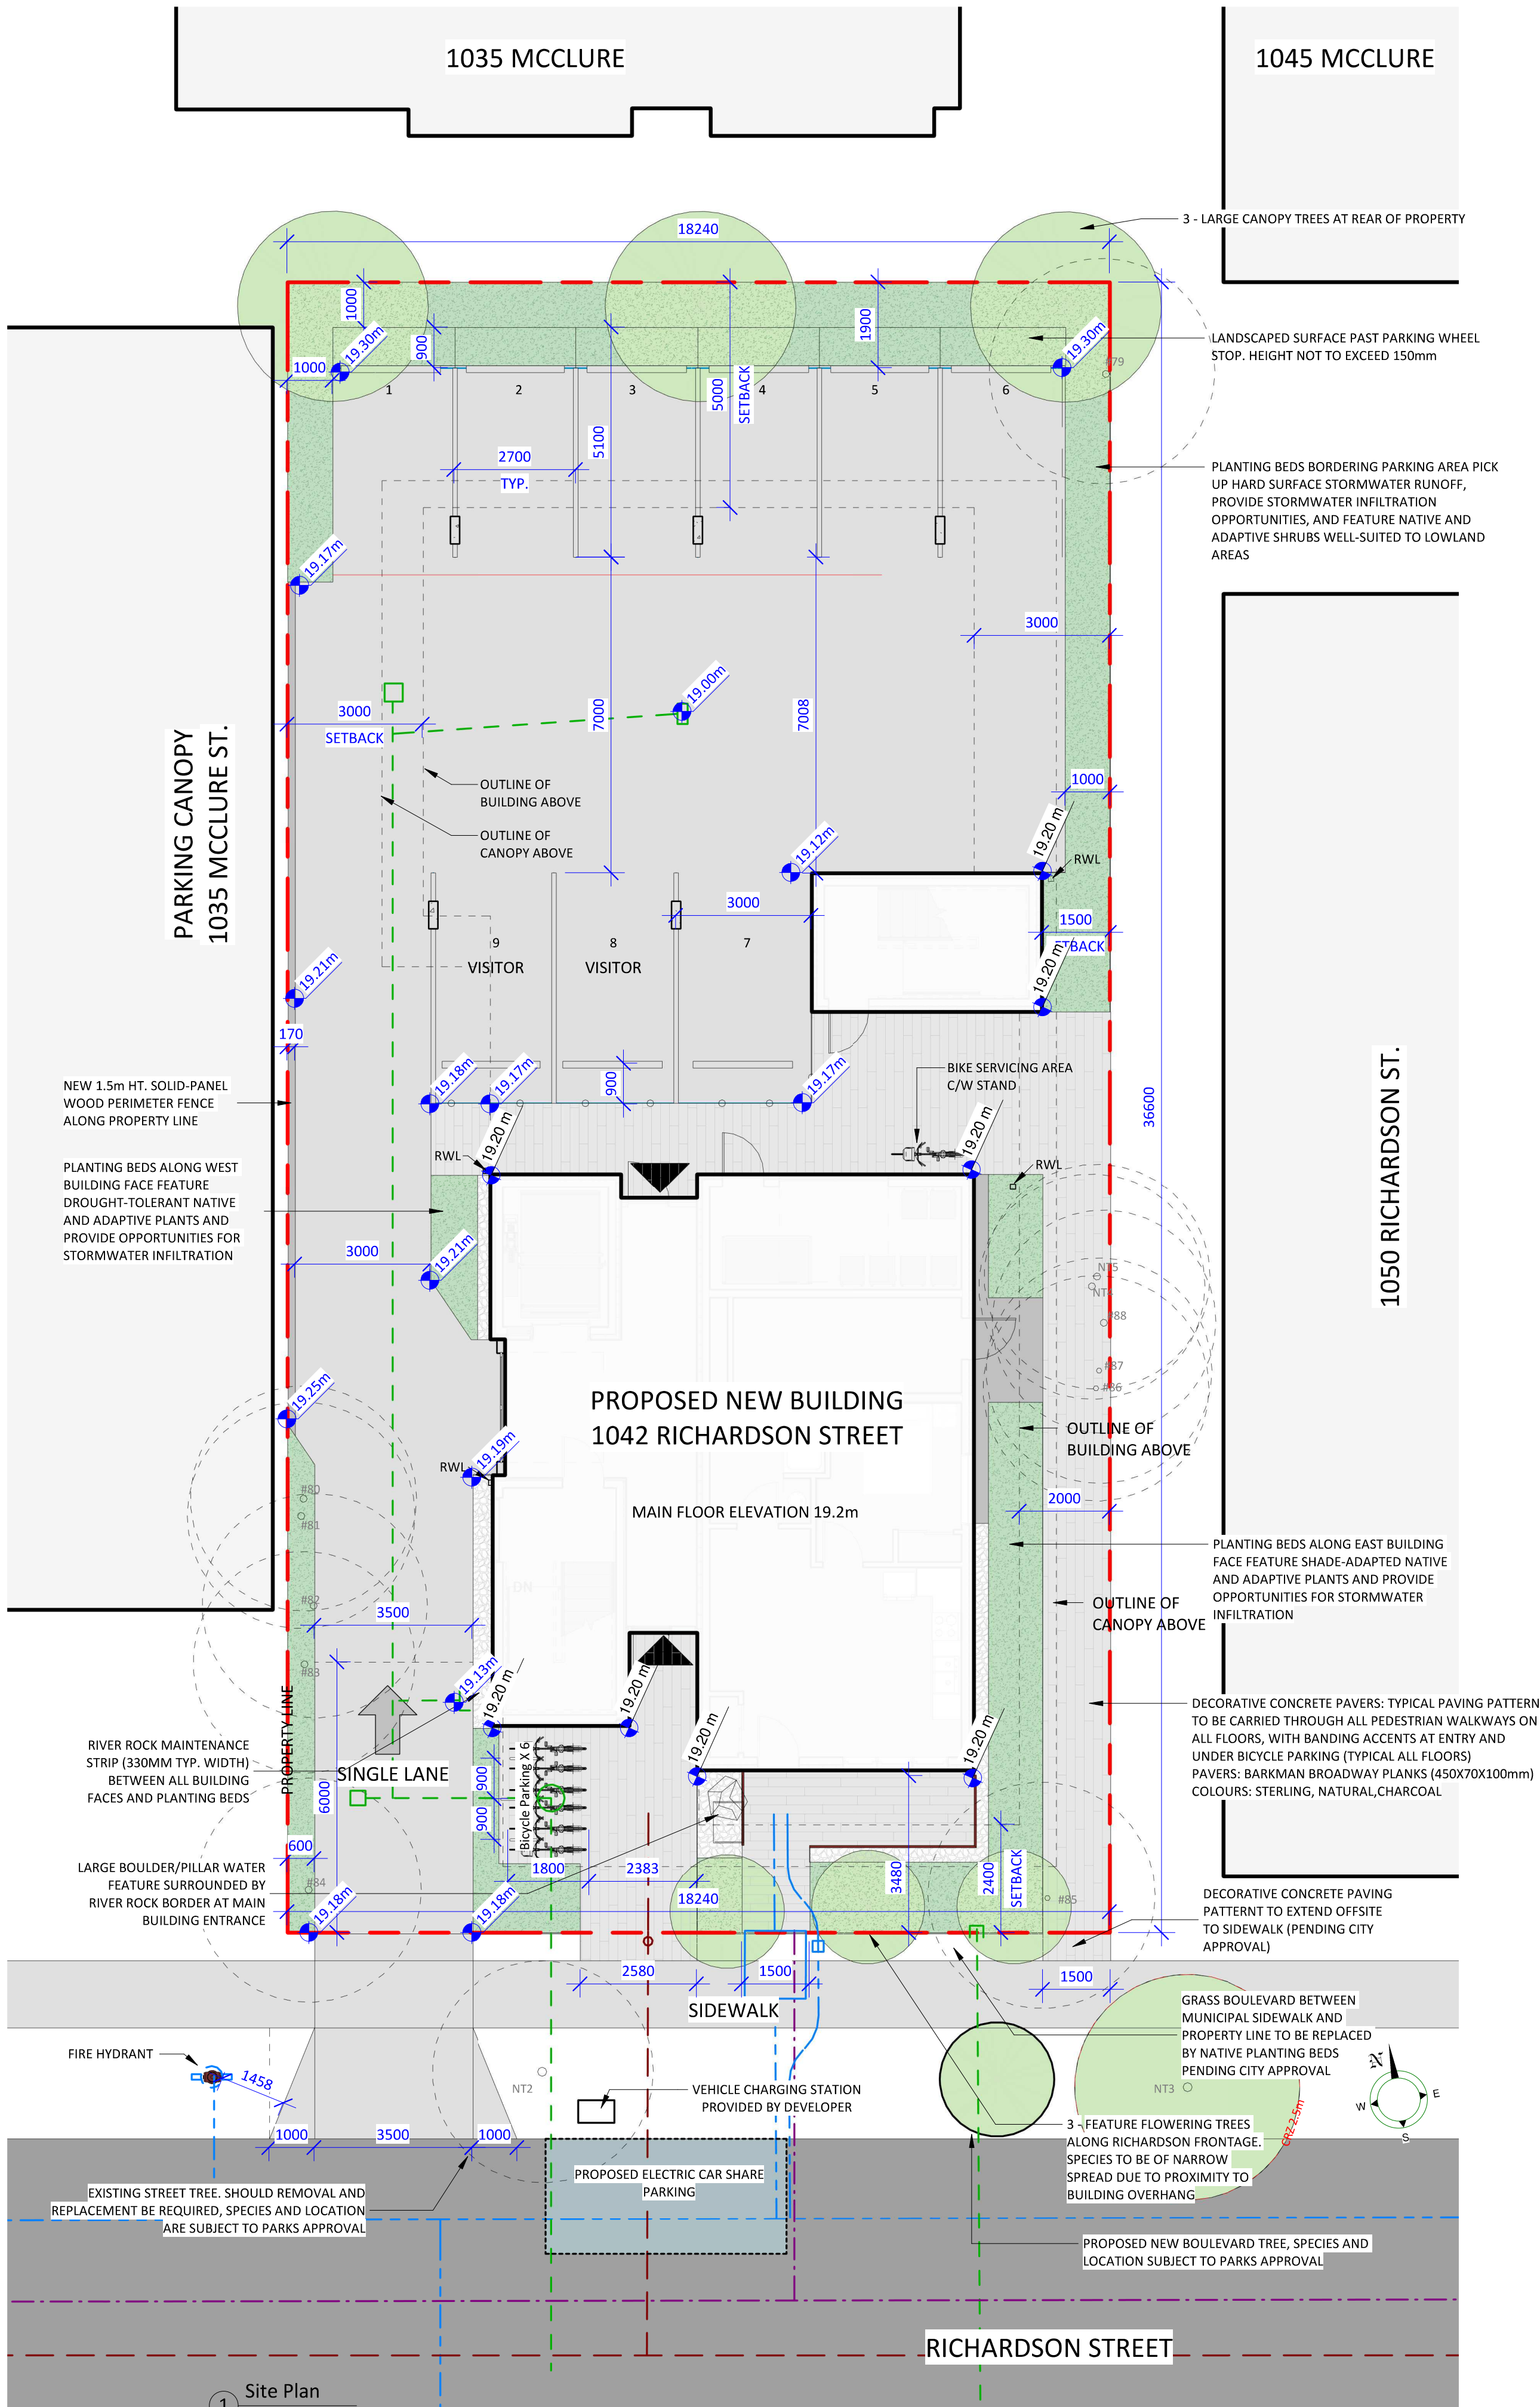 1035 MCCLURE
1045 MCCLURE
3 - LARGE CANOPY TREES AT REAR OF PROPERTY
18240
1000
900
1900
19.30m
19.30m
#79
LANDSCAPED SURFACE PAST PARKING WHEEL
STOP. HEIGHT NOT TO EXCEED 150mm
1000
1
2
3
4
5
6
5000
SETBACK
5100
2700
TYP.
PLANTING BEDS BORDERING PARKING AREA PICK
UP HARD SURFACE STORMWATER RUNOFF,
PROVIDE STORMWATER INFILTRATION
OPPORTUNITIES, AND FEATURE NATIVE AND
ADAPTIVE SHRUBS WELL-SUITED TO LOWLAND
AREAS
19.17m
3000
19.00m
3000
SETBACK
7000
7008
PARKING CANOPY
1035 MCCLURE ST.
OUTLINE OF
BUILDING ABOVE
OUTLINE OF
CANOPY ABOVE
1000
19.12m
19.20 m
RWL
3000
1500
ETBACK
9
VISITOR
8
VISITOR
7
19.21m
19.20 m
170
NEW 1.5m HT. SOLID-PANEL
WOOD PERIMETER FENCE
ALONG PROPERTY LINE
19.18m
19.17m
900
19.17m
BIKE SERVICING AREA
C/W STAND
36600
1050 RICHARDSON ST.
RWL
19.20 m
19.20 m
RWL
PLANTING BEDS ALONG WEST
BUILDING FACE FEATURE
DROUGHT-TOLERANT NATIVE
AND ADAPTIVE PLANTS AND
PROVIDE OPPORTUNITIES FOR
STORMWATER INFILTRATION
3000
19.21m
NT5
NT4
#88
#87
#86
19.25m
PROPOSED NEW BUILDING
1042 RICHARDSON STREET
OUTLINE OF
BUILDING ABOVE
19.19m
RWL
MAIN FLOOR ELEVATION 19.2m
2000
#80
#81
#82
#83
DN
PLANTING BEDS ALONG EAST BUILDING
FACE FEATURE SHADE-ADAPTED NATIVE
AND ADAPTIVE PLANTS AND PROVIDE
OPPORTUNITIES FOR STORMWATER
INFILTRATION
OUTLINE OF
CANOPY ABOVE
3500
19.13m
19.20 m
19.20 m
19.20 m
19.20 m
PROPERTY LINE
DECORATIVE CONCRETE PAVERS: TYPICAL PAVING PATTERN
TO BE CARRIED THROUGH ALL PEDESTRIAN WALKWAYS ON
ALL FLOORS, WITH BANDING ACCENTS AT ENTRY AND
UNDER BICYCLE PARKING (TYPICAL ALL FLOORS)
PAVERS: BARKMAN BROADWAY PLANKS (450X70X100mm)
COLOURS: STERLING, NATURAL,CHARCOAL
RIVER ROCK MAINTENANCE
STRIP (330MM TYP. WIDTH)
BETWEEN ALL BUILDING
FACES AND PLANTING BEDS
SINGLE LANE
6000
900
900
Bicycle Parking X 6
600
1800
2383
3480
2400
SETBACK
LARGE BOULDER/PILLAR WATER
FEATURE SURROUNDED BY
RIVER ROCK BORDER AT MAIN
BUILDING ENTRANCE
#84
19.18m
19.18m
18240
#85
DECORATIVE CONCRETE PAVING
PATTERNT TO EXTEND OFFSITE
TO SIDEWALK (PENDING CITY
APPROVAL)
2580
1500
1500
SIDEWALK
GRASS BOULEVARD BETWEEN
MUNICIPAL SIDEWALK AND
PROPERTY LINE TO BE REPLACED
BY NATIVE PLANTING BEDS
PENDING CITY APPROVAL
FIRE HYDRANT
1458
NT2
VEHICLE CHARGING STATION
PROVIDED BY DEVELOPER
NT3
CRZ 2.5m
N
E
W
S
3 - FEATURE FLOWERING TREES
ALONG RICHARDSON FRONTAGE.
SPECIES TO BE OF NARROW
SPREAD DUE TO PROXIMITY TO
BUILDING OVERHANG
1000
3500
1000
PROPOSED ELECTRIC CAR SHARE
PARKING
EXISTING STREET TREE. SHOULD REMOVAL AND
REPLACEMENT BE REQUIRED, SPECIES AND LOCATION
ARE SUBJECT TO PARKS APPROVAL
PROPOSED NEW BOULEVARD TREE, SPECIES AND
LOCATION SUBJECT TO PARKS APPROVAL
RICHARDSON STREET
1
Site Plan